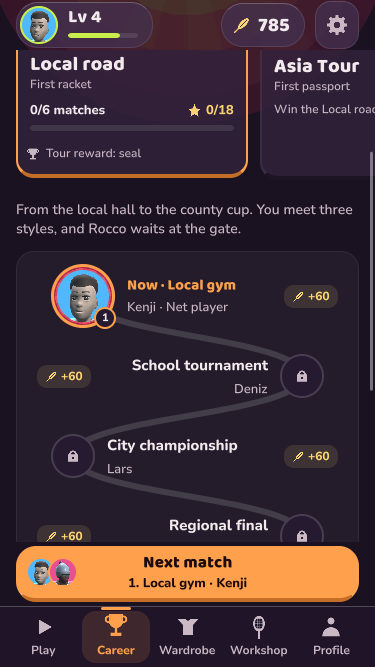 Lv 4
785
Local road
First racket
0/6 matches
0/18
Tour reward: seal
Asia Tour
First passport
Win the Local road
From the local hall to the county cup. You meet three
styles, and Rocco waits at the gate.
Now · Local gym
Kenji · Net player
+60
1
School tournament
Deniz
+60
City championship
Lars
+60
Regional final
+60
Next match
1. Local gym · Kenji
Play
Career
Wardrobe
Workshop
Profile